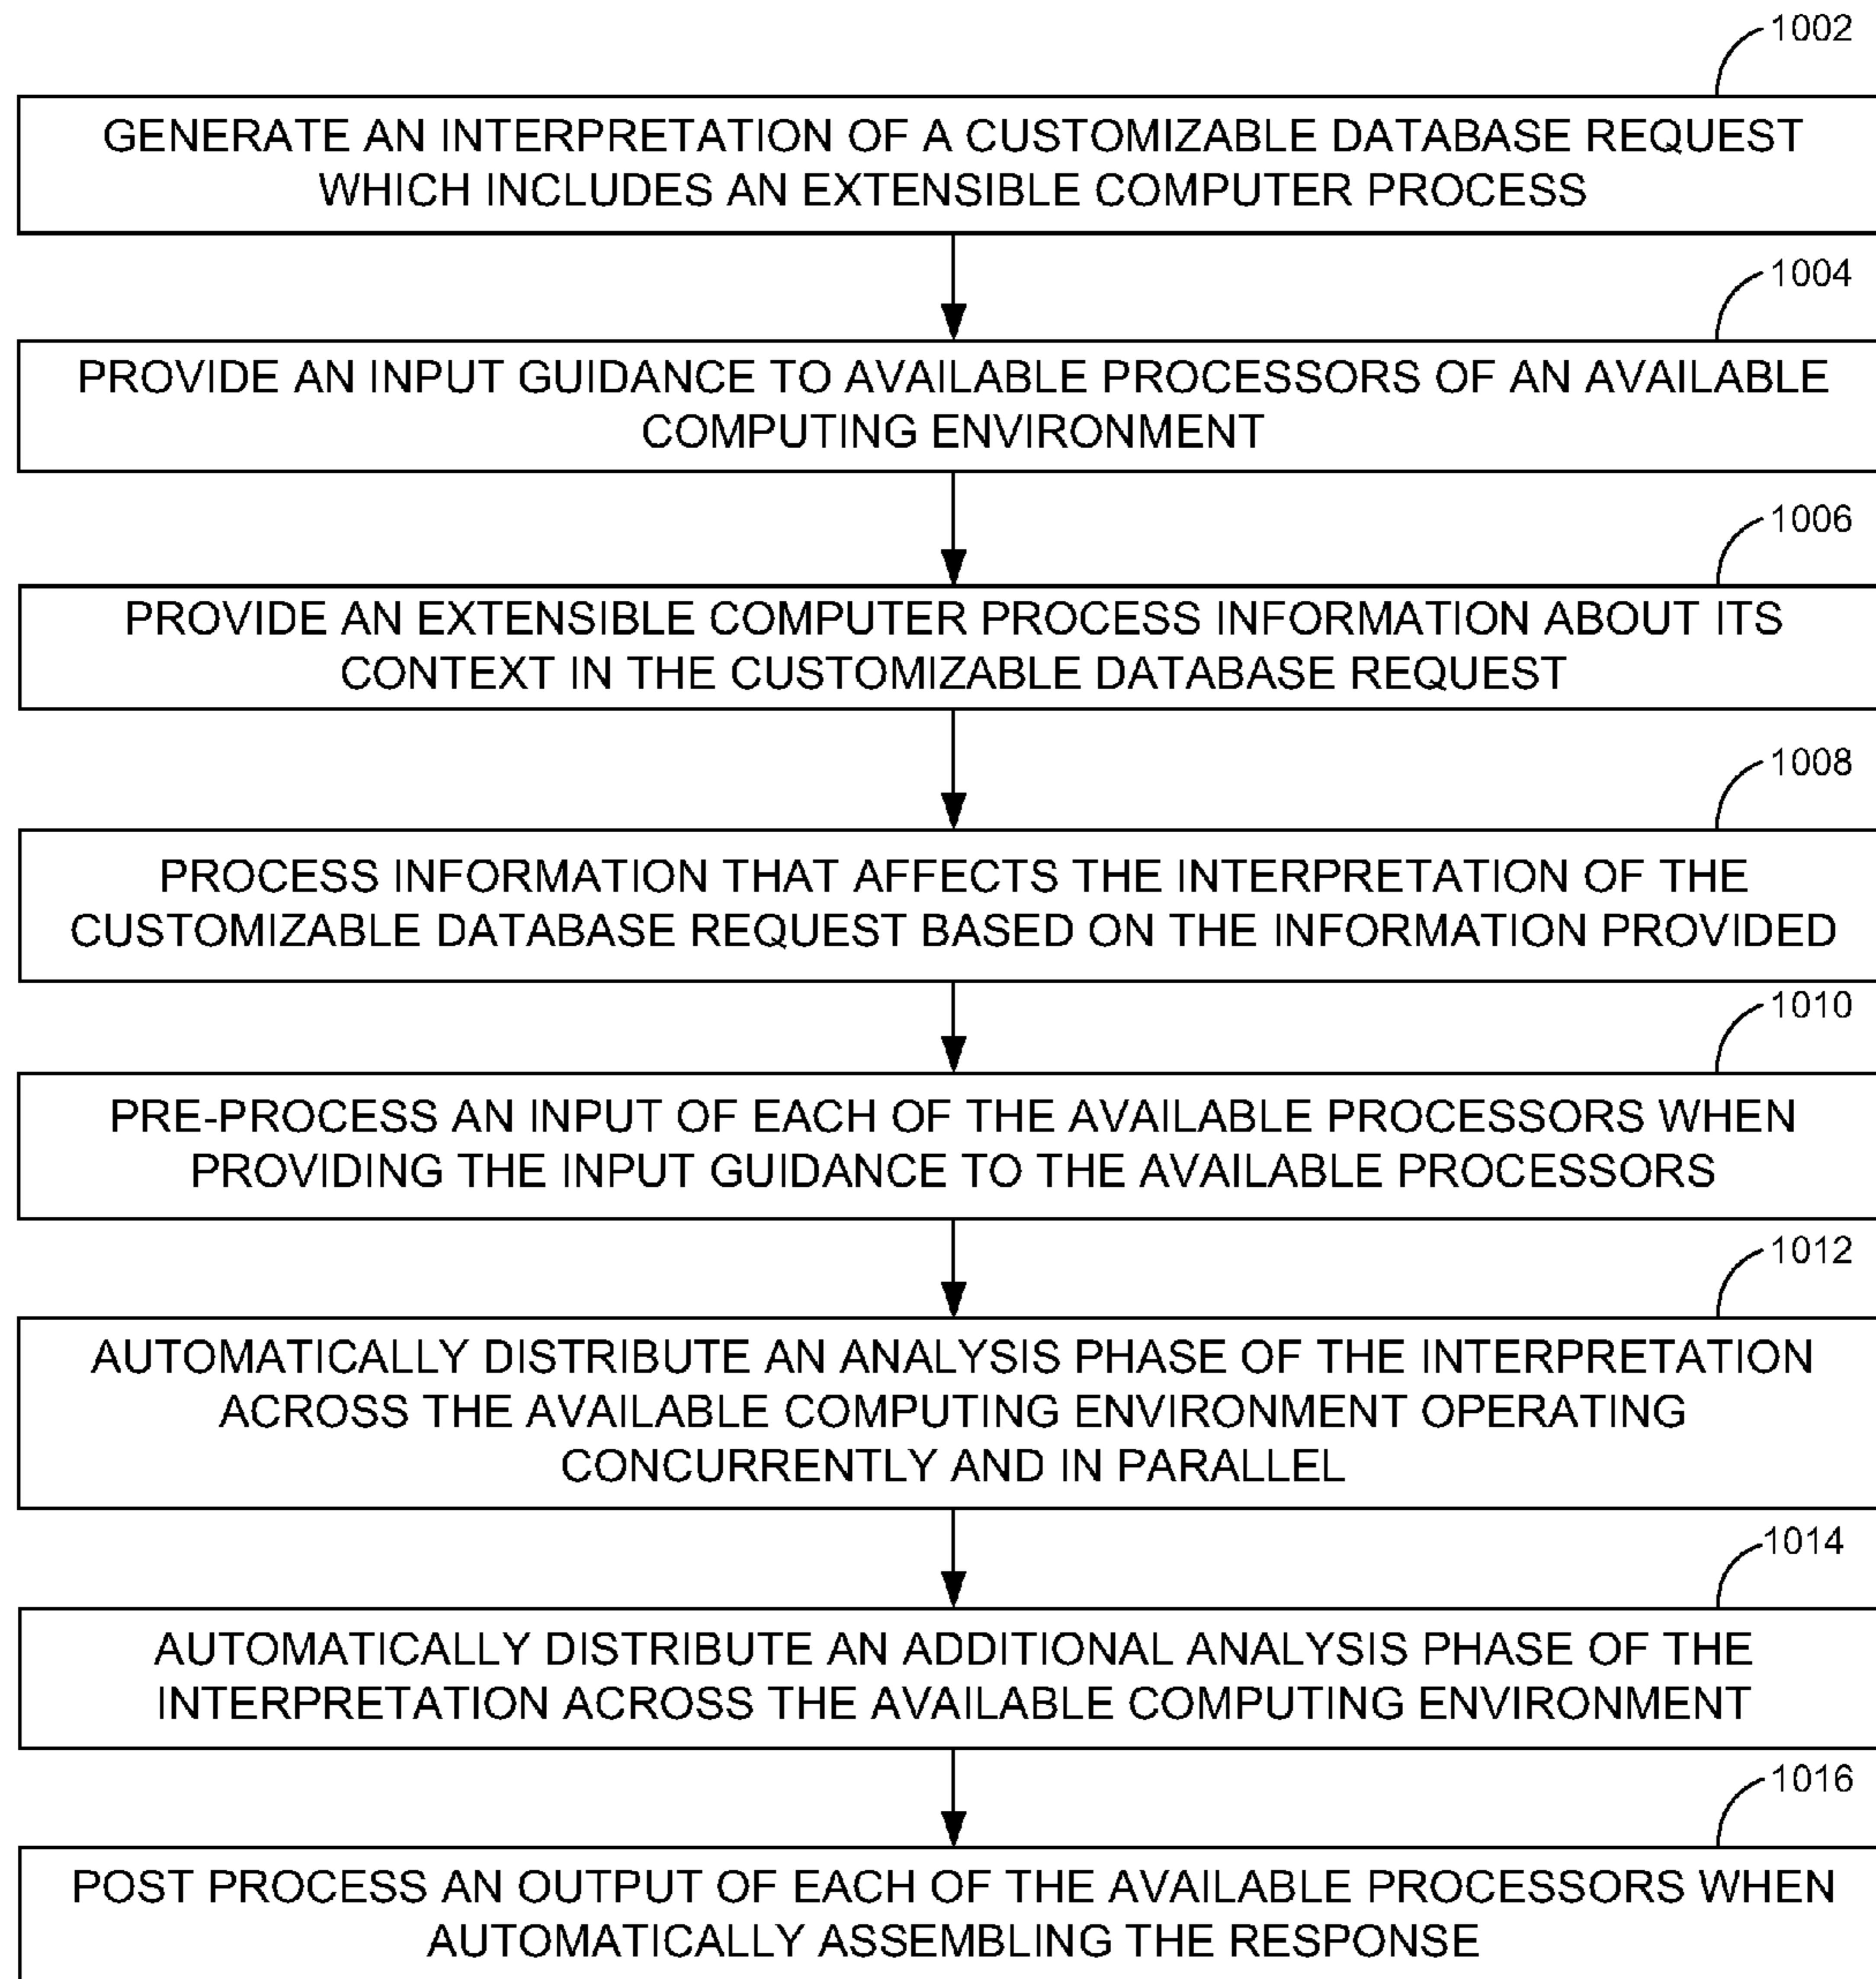 1002
GENERATE AN INTERPRETATION OF A CUSTOMIZABLE DATABASE REQUEST
WHICH INCLUDES AN EXTENSIBLE COMPUTER PROCESS
1004
PROVIDE AN INPUT GUIDANCE TO AVAILABLE PROCESSORS OF AN AVAILABLE
COMPUTING ENVIRONMENT
1006
PROVIDE AN EXTENSIBLE COMPUTER PROCESS INFORMATION ABOUT ITS
CONTEXT IN THE CUSTOMIZABLE DATABASE REQUEST
1008
PROCESS INFORMATION THAT AFFECTS THE INTERPRETATION OF THE
CUSTOMIZABLE DATABASE REQUEST BASED ON THE INFORMATION PROVIDED
1010
PRE-PROCESS AN INPUT OF EACH OF THE AVAILABLE PROCESSORS WHEN
PROVIDING THE INPUT GUIDANCE TO THE AVAILABLE PROCESSORS
1012
AUTOMATICALLY DISTRIBUTE AN ANALYSIS PHASE OF THE INTERPRETATION
ACROSS THE AVAILABLE COMPUTING ENVIRONMENT OPERATING
CONCURRENTLY AND IN PARALLEL
1014
AUTOMATICALLY DISTRIBUTE AN ADDITIONAL ANALYSIS PHASE OF THE
INTERPRETATION ACROSS THE AVAILABLE COMPUTING ENVIRONMENT
1016
POST PROCESS AN OUTPUT OF EACH OF THE AVAILABLE PROCESSORS WHEN
AUTOMATICALLY ASSEMBLING THE RESPONSE